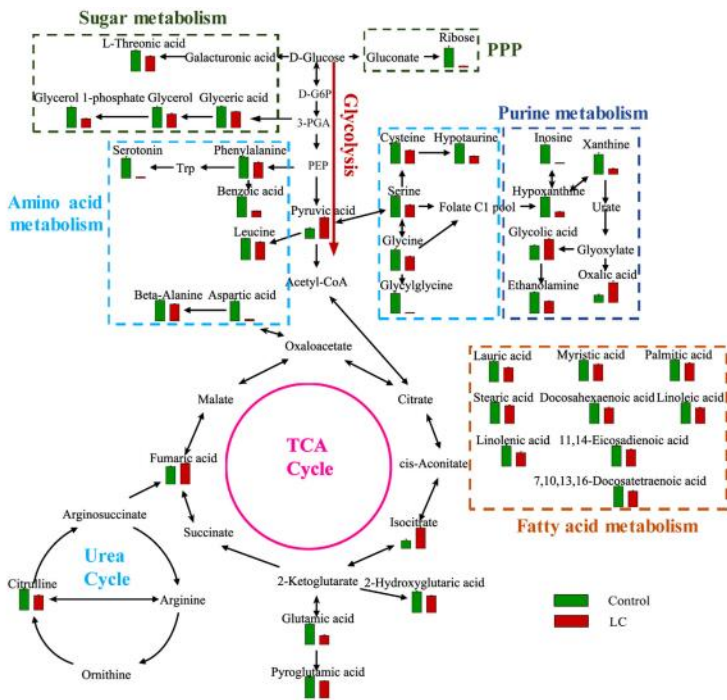 Sugar metabolism
L-Threonic acid
Galacturonic acid
D-Glucose
Gluconate
Ribose
PPP
D-G6P
Glycerol 1-phosphate Glycerol Glyceric acid
3-PGA
Glycolysis
Purine metabolism
Serotonin
Trp
Phenylalanine
PEP
Benzoic acid
Amino acid
metabolism
Leucine
Pyruvic acid
Cysteine
Hypotaurine
Serine
Folate C1 pool
Glycine
Glycylglycine
Inosine
Xanthine
Hypoxanthine
Urate
Glycolic acid
Glyoxylate
Oxalic acid
Ethanolamine
Acetyl-CoA
Beta-Alanine Aspartic acid
Oxaloacetate
Malate
Citrate
TCA
Cycle
Fumaric acid
cis-Aconitate
Succinate
Isocitrate
2-Ketoglutarate
2-Hydroxyglutaric acid
Glutamic acid
Pyroglutamic acid
Arginosuccinate
Urea
Cycle
Citrulline
Arginine
Ornithine
Lauric acid
Myristic acid
Palmitic acid
Stearic acid
Docosahexaenoic acid
Linoleic acid
Linolenic acid
11,14-Eicosadienoic acid
7,10,13,16-Docosatetraenoic acid
Fatty acid metabolism
Control
LC